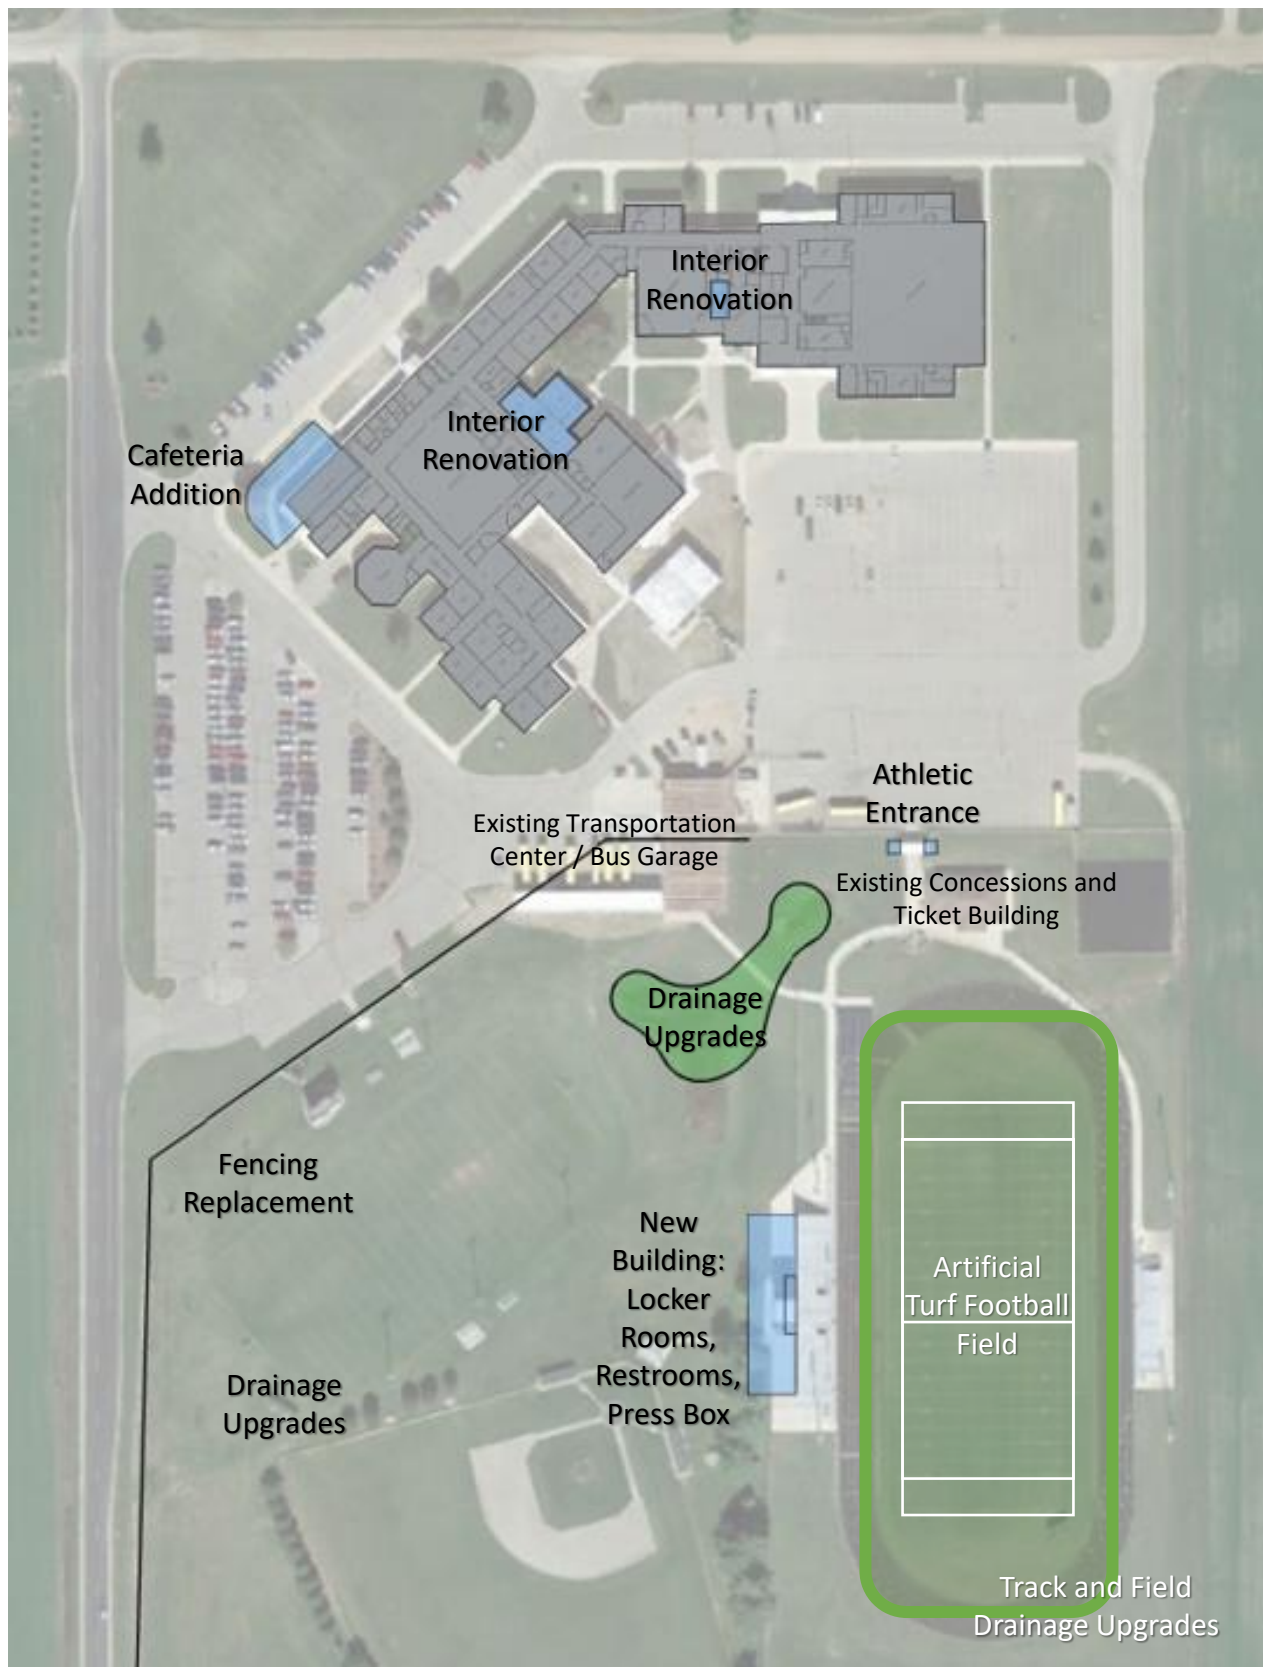 Interior
Renovation
Interior
Renovation
Cafeteria
Addition
Athletic
Entrance
Existing Transportation
Center / Bus Garage
Existing Concessions and
Ticket Building
Drainage
Upgrades
Fencing
Replacement
New
Building:
Locker
Rooms,
Restrooms,
Press Box
Artificial
Turf Football
Field
Drainage
Upgrades
Track and Field
Drainage Upgrades